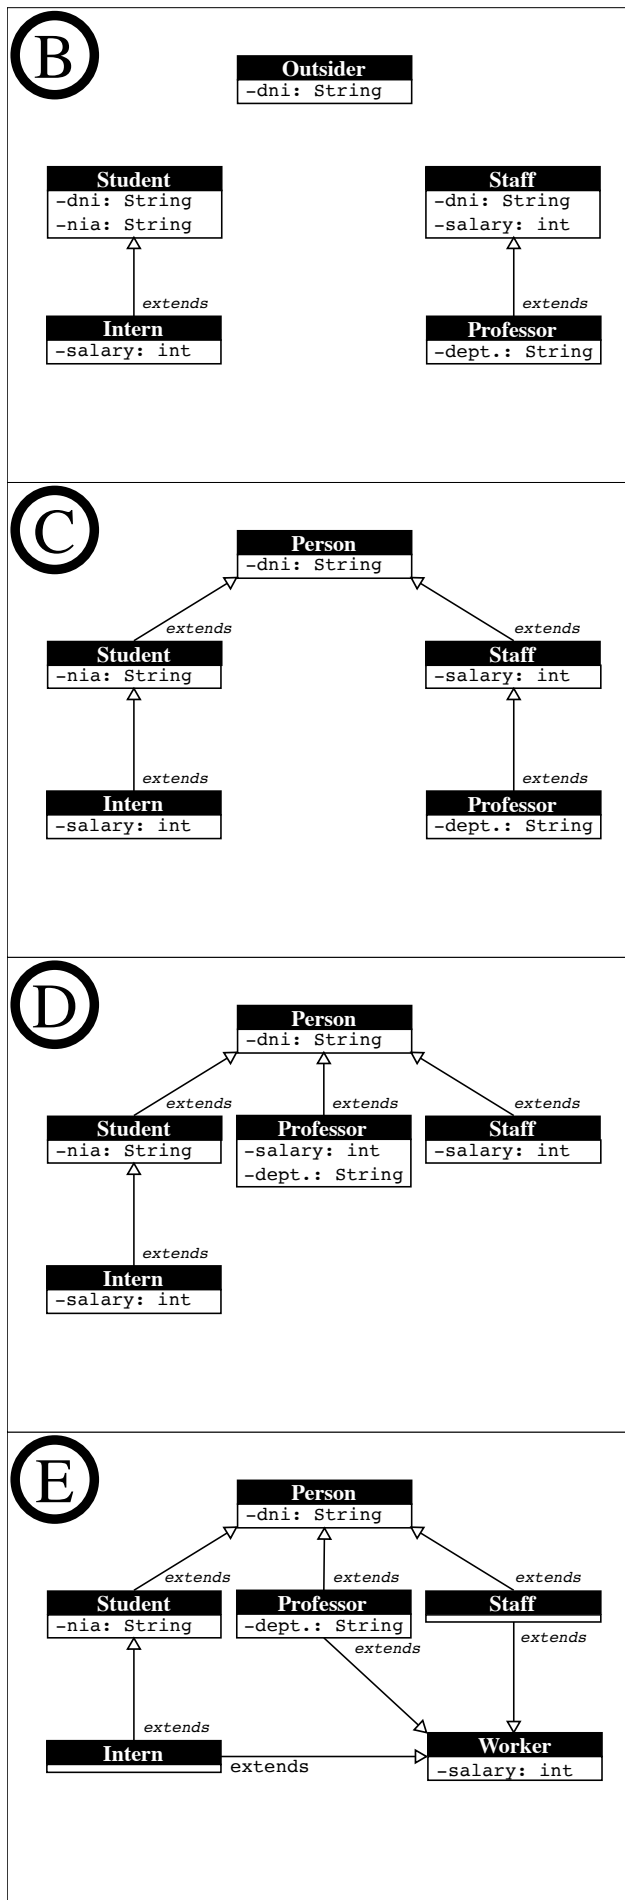 B
Outsider
-dni: String
Student
-dni: String
-nia: String
Staff
-dni: String
-salary: int
extends
extends
Intern
-salary: int
Professor
-dept.: String
C
Person
-dni: String
extends
extends
Student
-nia: String
Staff
-salary: int
extends
extends
Intern
-salary: int
Professor
-dept.: String
D
Person
-dni: String
extends
extends
extends
Student
-nia: String
Professor
-salary: int
-dept.: String
Staff
-salary: int
extends
Intern
-salary: int
E
Person
-dni: String
extends
extends
extends
Student
-nia: String
Professor
-dept.: String
Staff
extends
extends
extends
Intern
extends
Worker
-salary: int